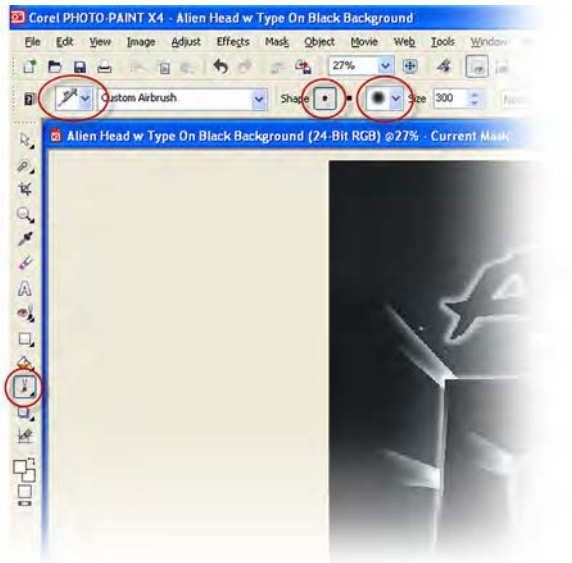 Corel PHOTO-PAINT X4 - Alien Head w Type On Black Background
File Edit View Image Adjust Effects Mask Object Movie Web Tools Window
27%
Custom Airbrush Shape Size 300
Alien Head w Type On Black Background (24-Bit RGB) @27% - Current Mask